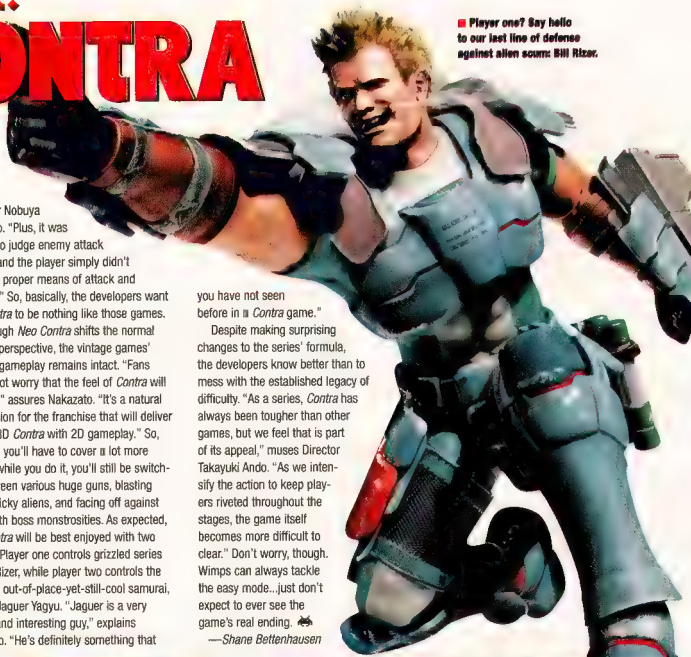 ONTRA
Player one? Say hello
to our last line of defense
against alien scum: Bill Rizer.
r Nobuya
o. "Plus, it was
o judge enemy attack
and the player simply didn't
proper means of attack and
" So, basically, the developers want
tra to be nothing like those games.
ugh Neo Contra shifts the normal
perspective, the vintage games'
gameplay remains intact. "Fans
ot worry that the feel of Contra will
" assures Nakazato. "It's a natural
ion for the franchise that will deliver
3D Contra with 2D gameplay." So,
you'll have to cover a lot more
while you do it, you'll still be switch-
een various huge guns, blasting
icky aliens, and facing off against
th boss monstrosities. As expected,
tra will be best enjoyed with two
Player one controls grizzled series
Rizer, while player two controls the
out-of-place-yet-still-cool samurai,
Jaguer Yagyu. "Jaguer is a very
and interesting guy," explains
o. "He's definitely something that
you have not seen
before in a Contra game."
Despite making surprising
changes to the series' formula,
the developers know better than to
mess with the established legacy of
difficulty. "As a series, Contra has
always been tougher than other
games, but we feel that is part
of its appeal," muses Director
Takayuki Ando. "As we inten-
sify the action to keep play-
ers riveted throughout the
stages, the game itself
becomes more difficult to
clear." Don't worry, though.
Wimps can always tackle
the easy mode...just don't
expect to ever see the
game's real ending.
—Shane Bettenhausen